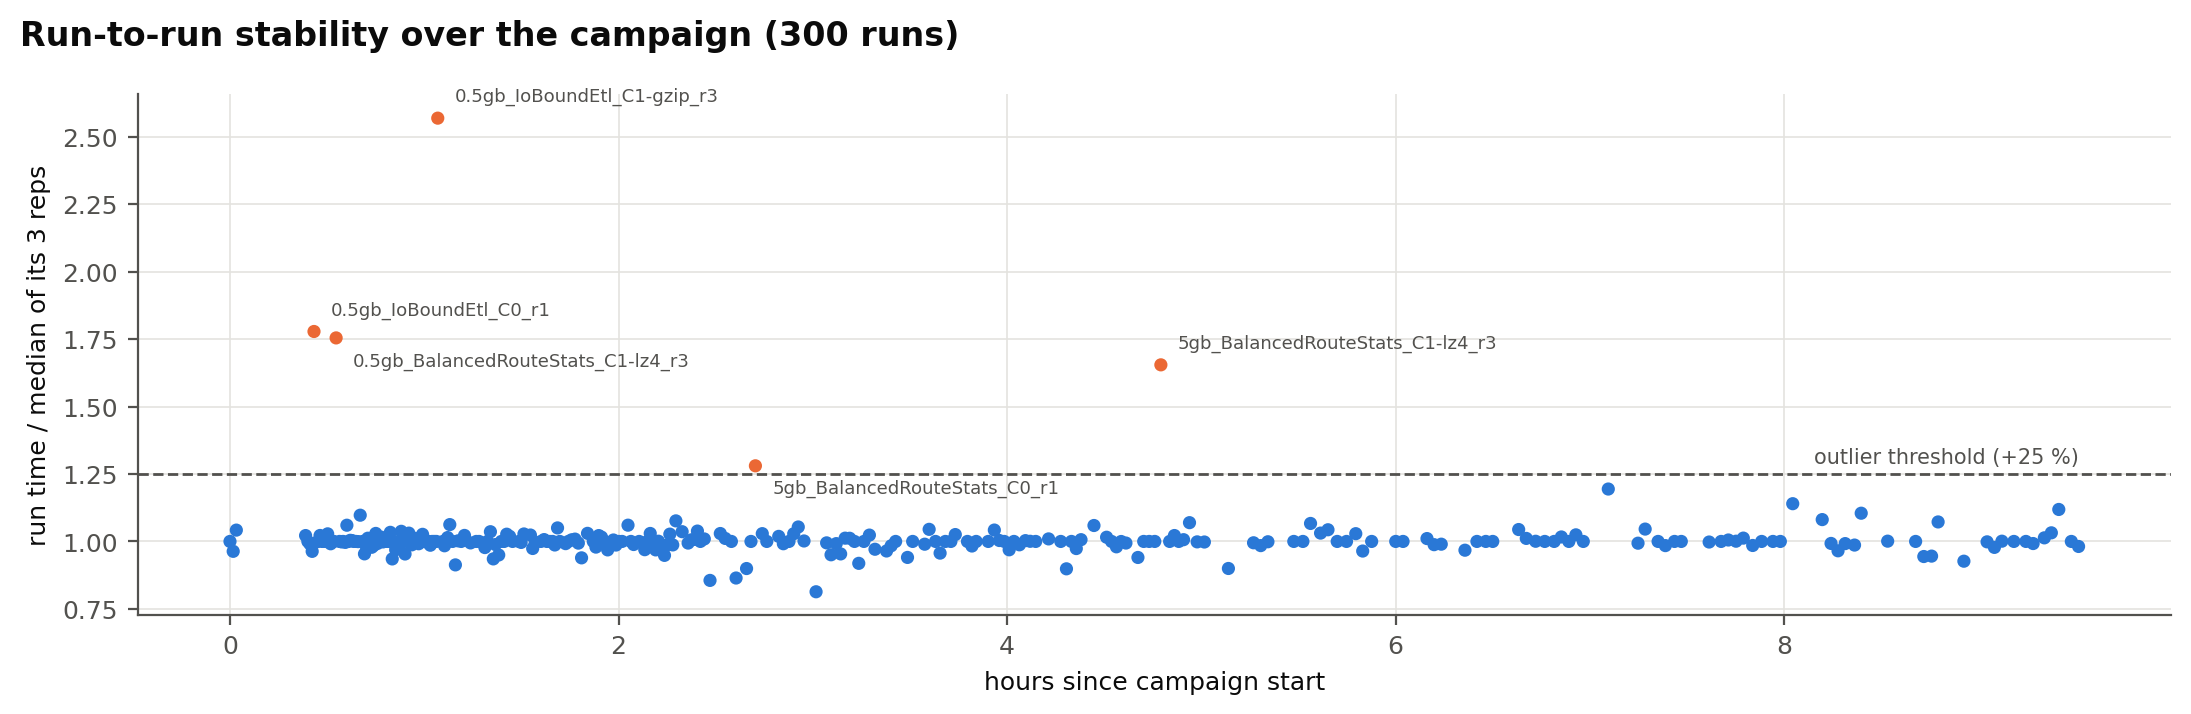 Run-to-run stability over the campaign (300 runs)
run time / median of its 3 reps
2.50
2.25
2.00
1.75
1.50
1.25
1.00
0.75
0.5gb_IoBoundEtl_C1-gzip_r3
0.5gb_IoBoundEtl_C0_r1
0.5gb_BalancedRouteStats_C1-lz4_r3
5gb_BalancedRouteStats_C1-lz4_r3
outlier threshold (+25 %)
5gb_BalancedRouteStats_C0_r1
0
2
4
6
8
hours since campaign start